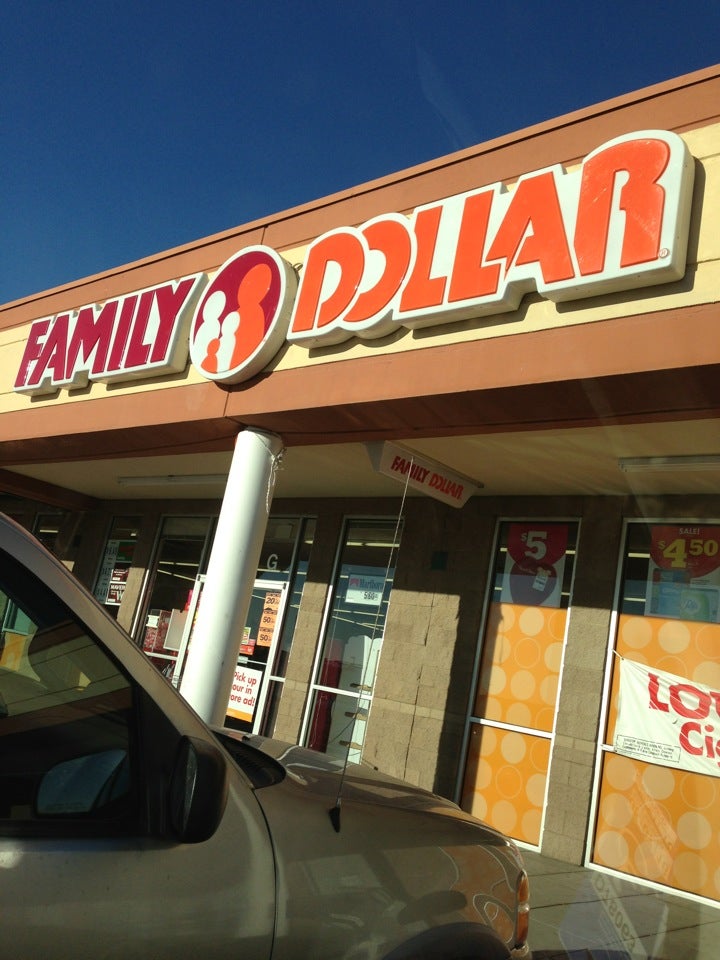 FAMILY DOLLAR
FAMILY DOLLAR
G
Marlboro
20
50
50
Pick up
our in
ore ad!
$5
SALE!
$4.50
LOW
Ci